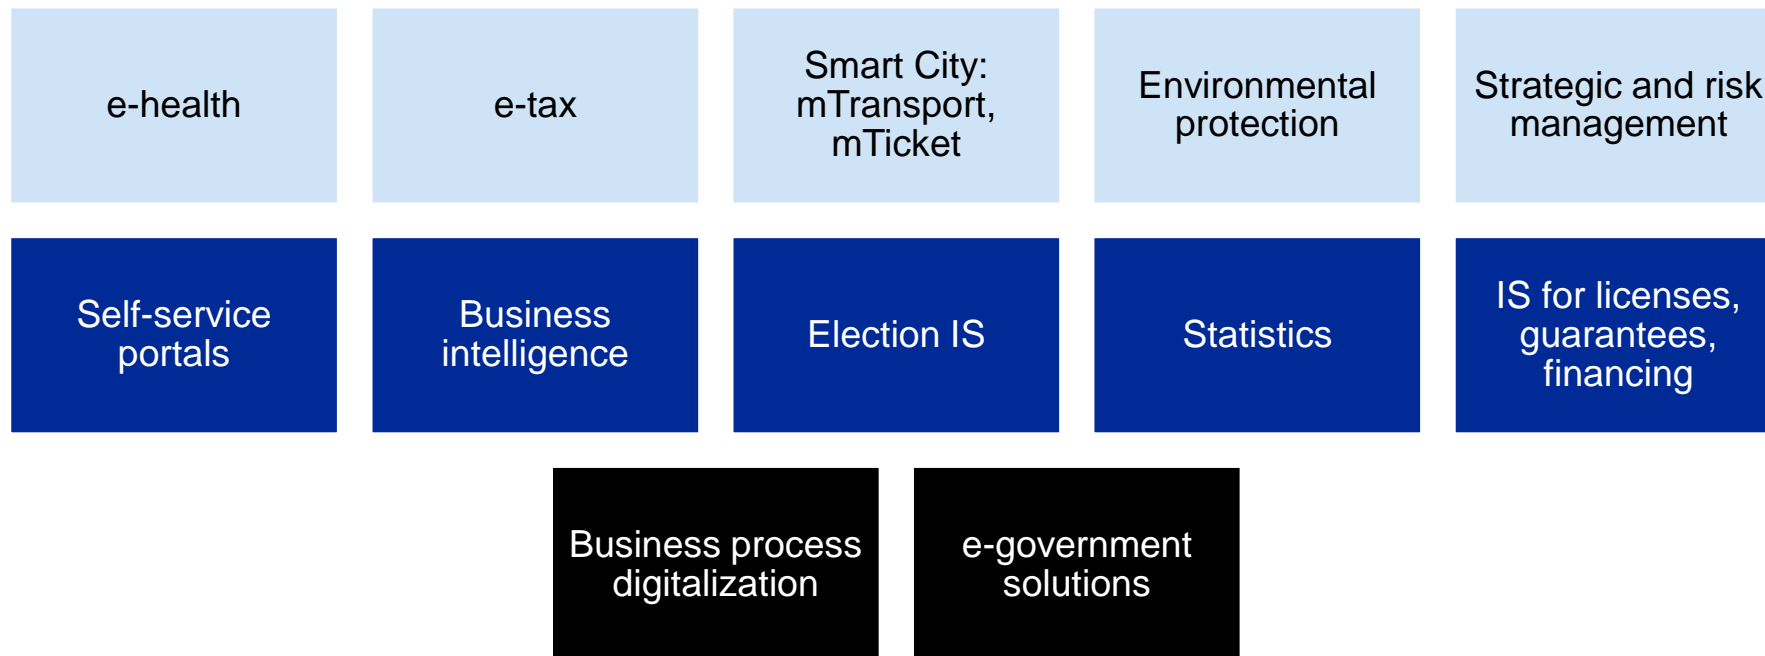 e-health
e-tax
Smart City:
mTransport,
mTicket
Environmental
protection
Strategic and risk
management
Self-service
portals
Business
intelligence
Election IS
Statistics
IS for licenses,
guarantees,
financing
Business process
digitalization
e-government
solutions